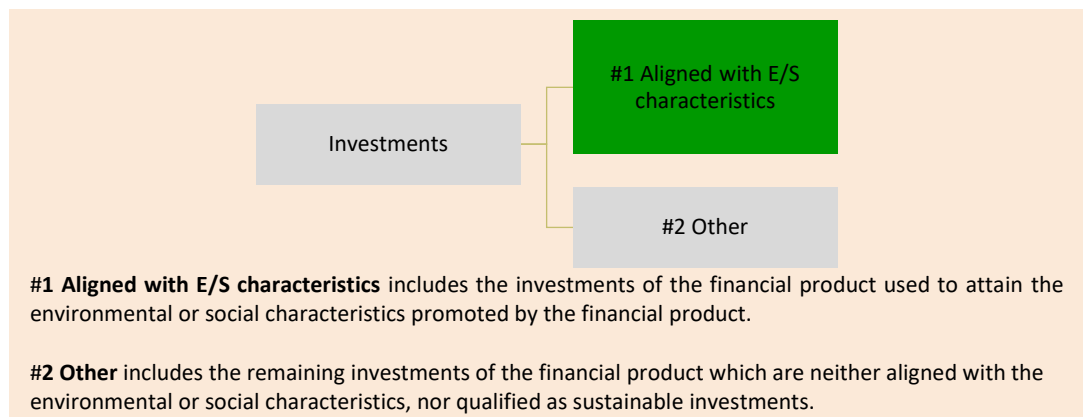 #1 Aligned with E/S
characteristics
Investments
#2 Other
#1 Aligned with E/S characteristics includes the investments of the financial product used to attain the
environmental or social characteristics promoted by the financial product.
#2 Other includes the remaining investments of the financial product which are neither aligned with the
environmental or social characteristics, nor qualified as sustainable investments.